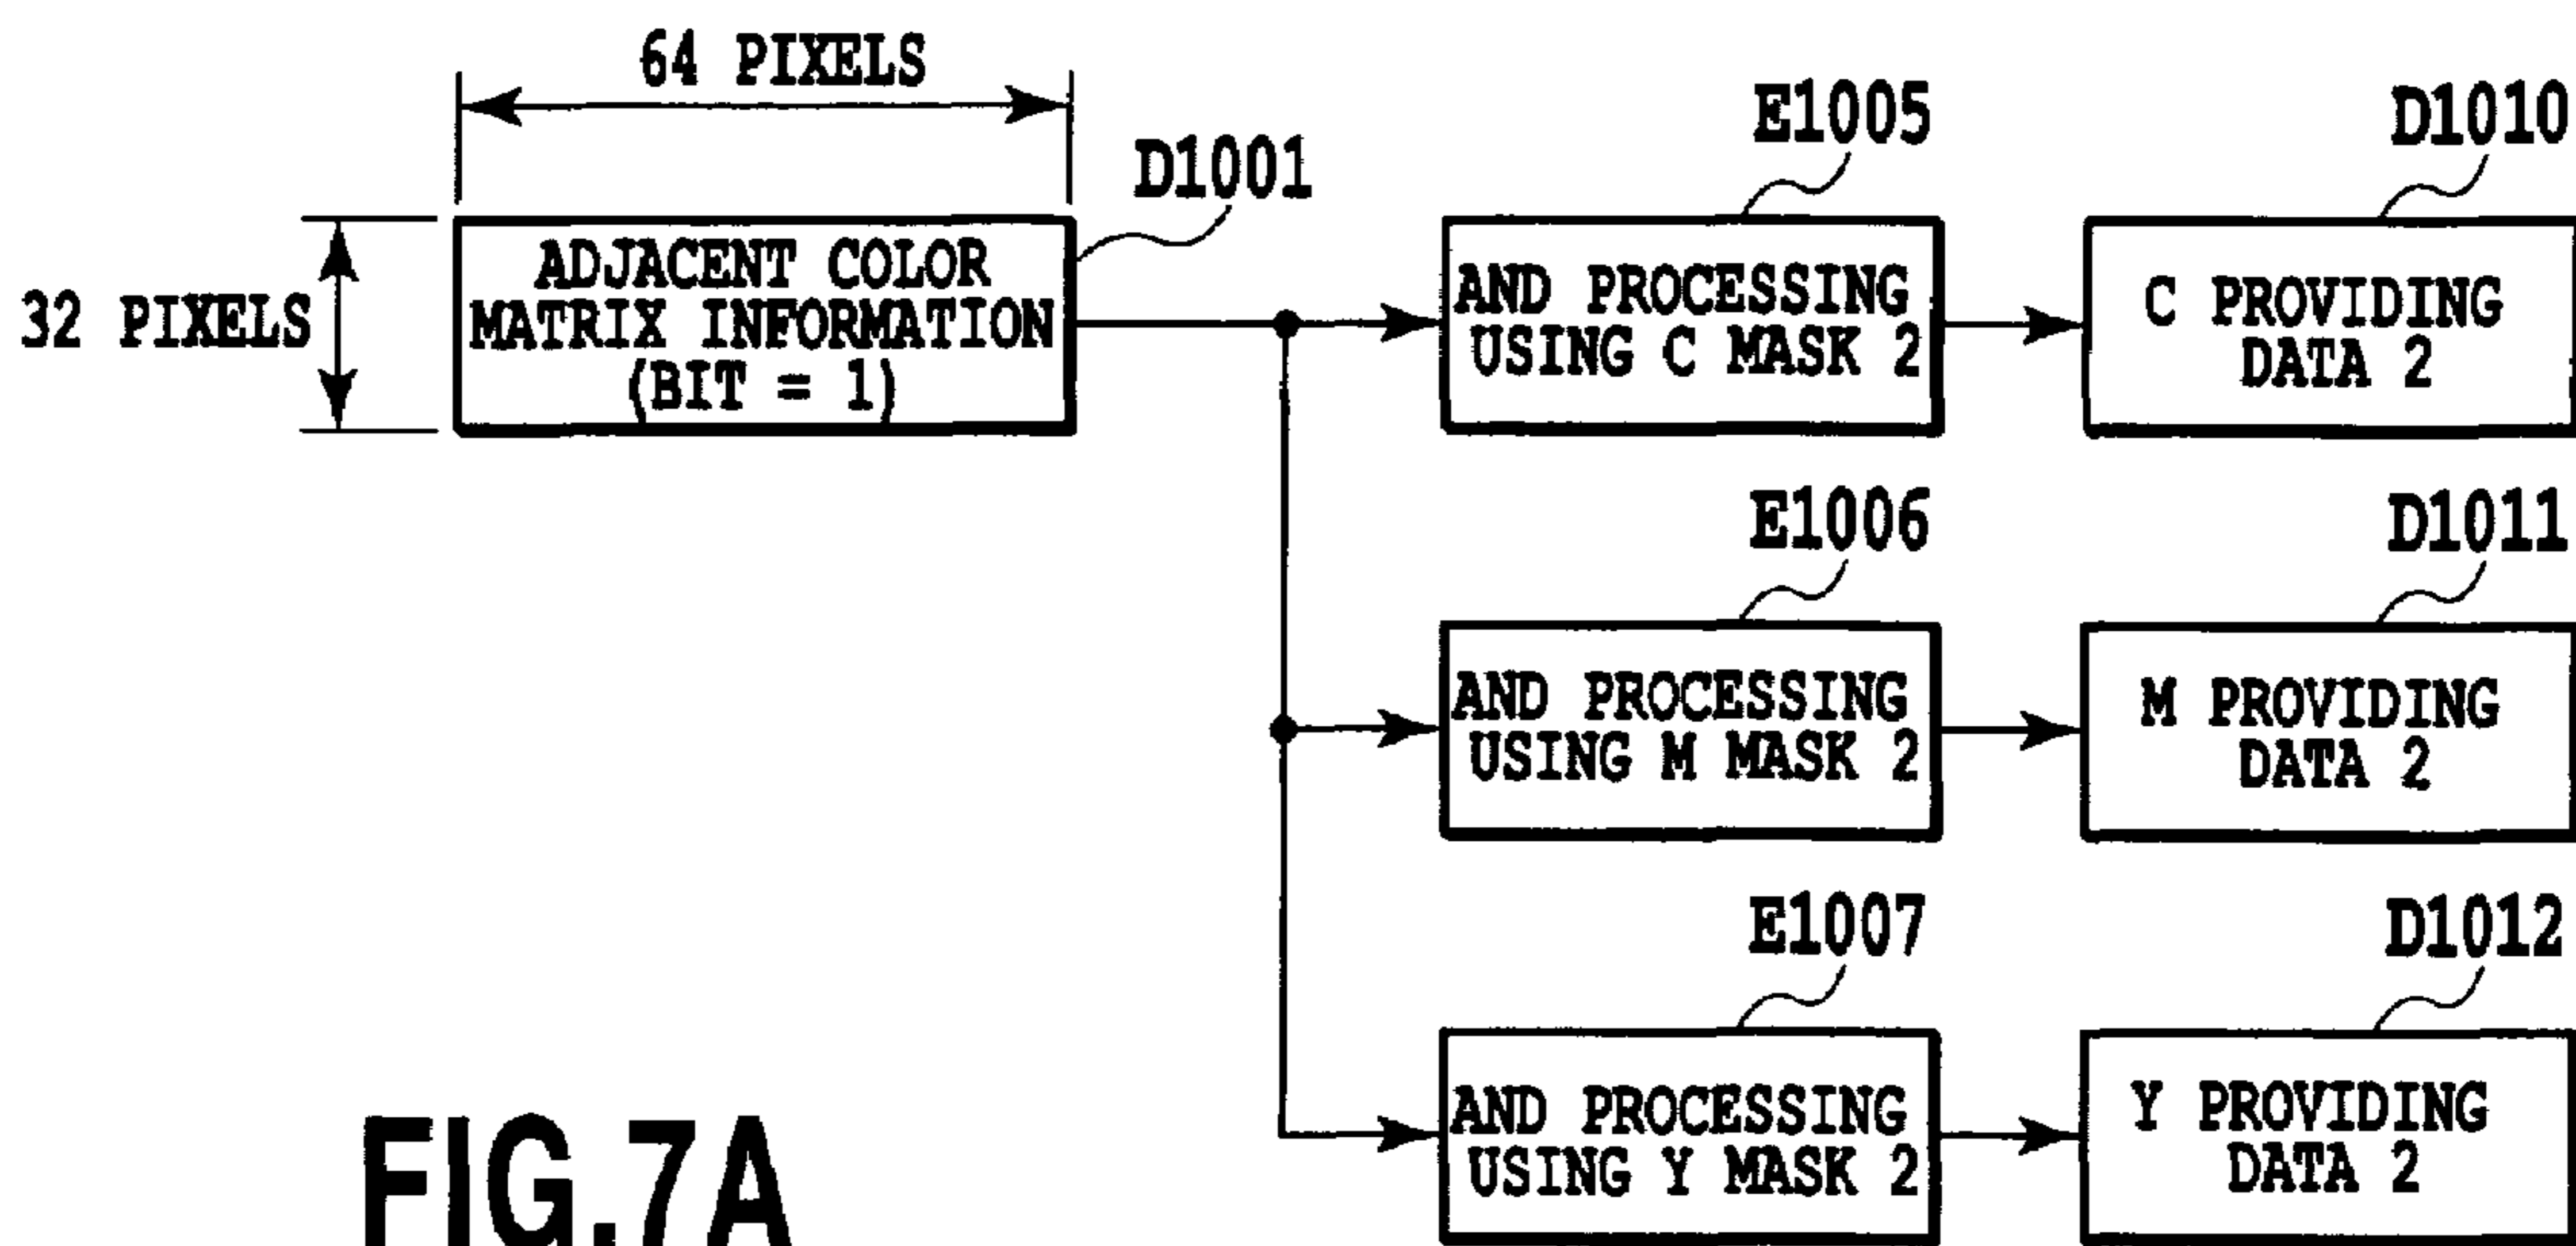 64 PIXELS
32 PIXELS
D1001
ADJACENT COLOR
MATRIX INFORMATION
(BIT = 1)
E1005
AND PROCESSING
USING C MASK 2
D1010
C PROVIDING
DATA 2
E1006
AND PROCESSING
USING M MASK 2
D1011
M PROVIDING
DATA 2
E1007
AND PROCESSING
USING Y MASK 2
D1012
Y PROVIDING
DATA 2
FIG.7A